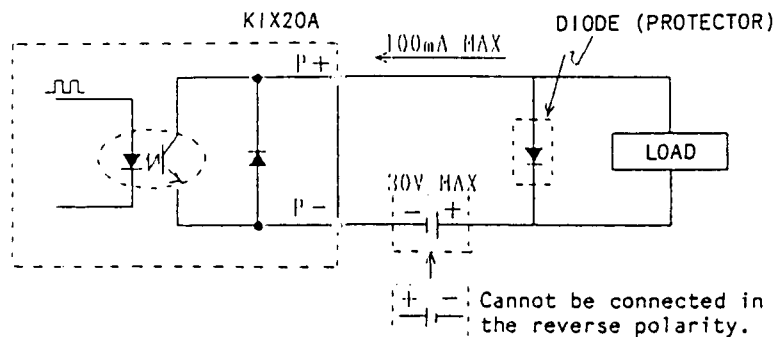 KIX20A
DIODE (PROTECTOR)
100mA MAX
P+
LOAD
30V MAX
P-
- +
+ - Cannot be connected in
the reverse polarity.